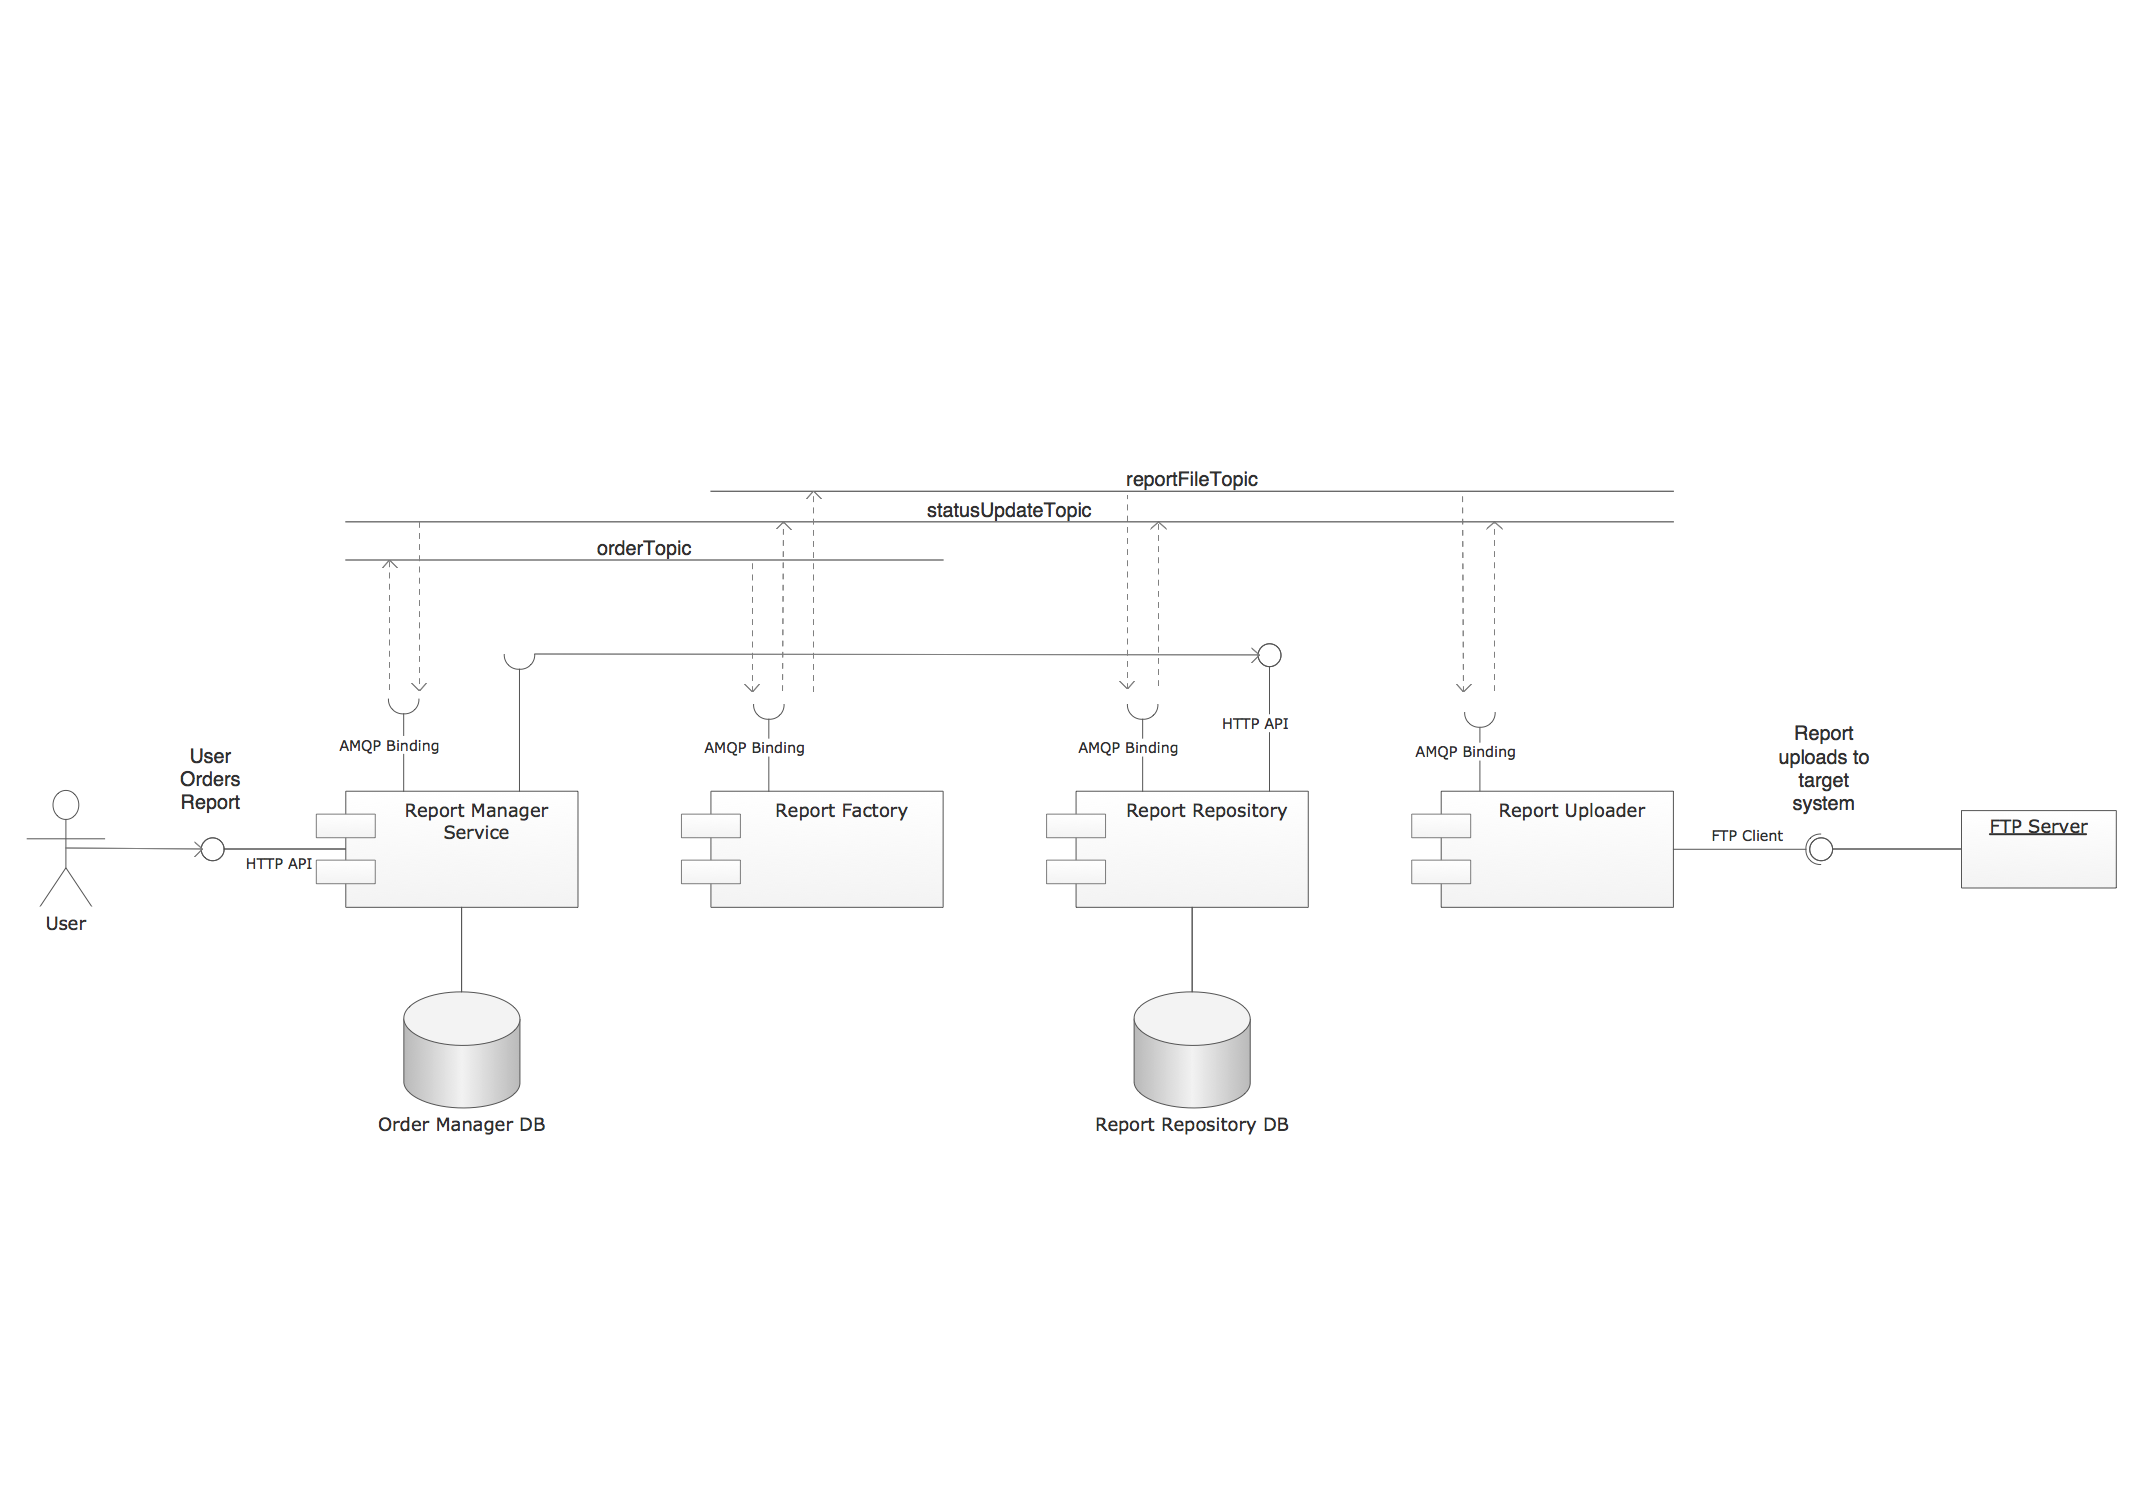 reportFileTopic
statusUpdateTopic
orderTopic
HTTP API
AMQP Binding
AMQP Binding
AMQP Binding
AMQP Binding
User
Orders
Report
Report
uploads to
target
system
Report Manager
Service
Report Factory
Report Repository
Report Uploader
FTP Client
FTP Server
HTTP API
User
Order Manager DB
Report Repository DB